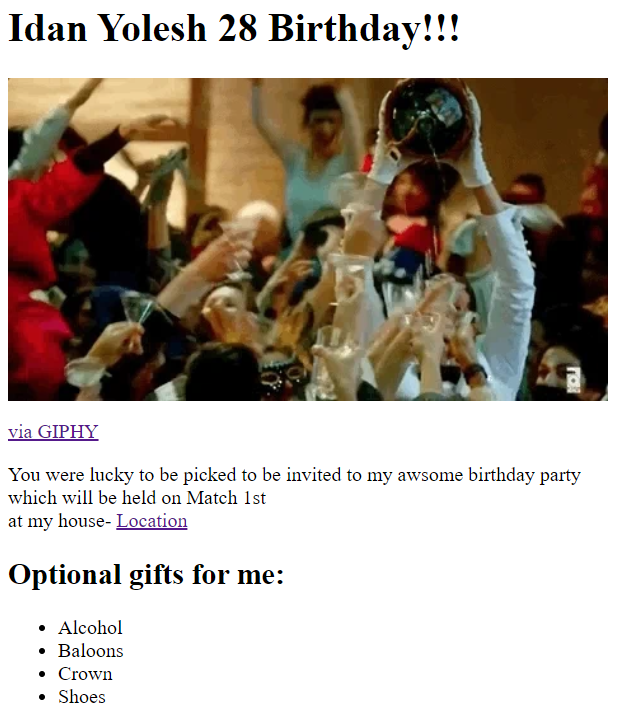 Idan Yolesh 28 Birthday!!!
via GIPHY
You were lucky to be picked to be invited to my awsome birthday party
which will be held on Match 1st
at my house- Location
Optional gifts for me:
Alcohol
Baloons
Crown
Shoes